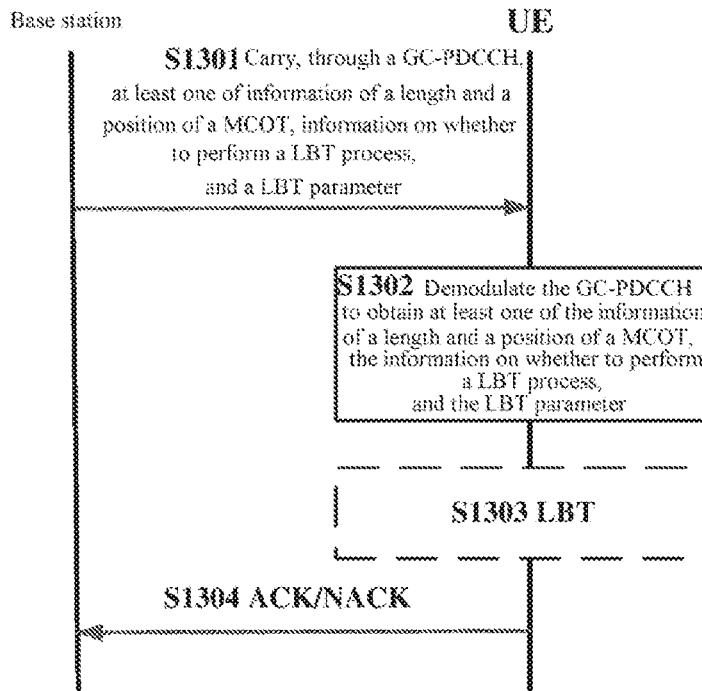 Base station
UE
S1301 Carry, through a GC-PDCCH,
at least one of information of a length and a
position of a MCOT, information on whether
to perform a LBT process,
and a LBT parameter
S1302 Demodulate the GC-PDCCH
to obtain at least one of the information
of a length and a position of a MCOT,
the information on whether to perform
a LBT process,
and the LBT parameter
S1303 LBT
S1304 ACK/NACK